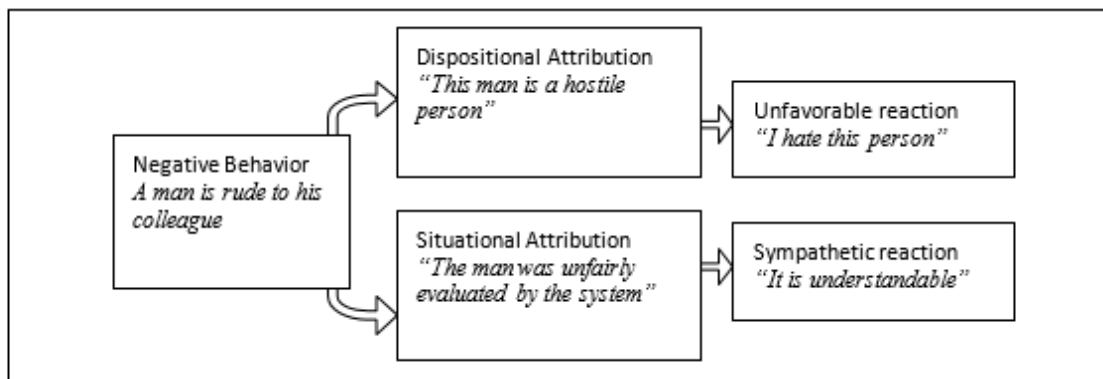 Negative Behavior
A man is rude to his
colleague
Dispositional Attribution
“This man is a hostile
person”
Unfavorable reaction
“I hate this person”
Situational Attribution
“The man was unfairly
evaluated by the system”
Sympathetic reaction
“It is understandable”